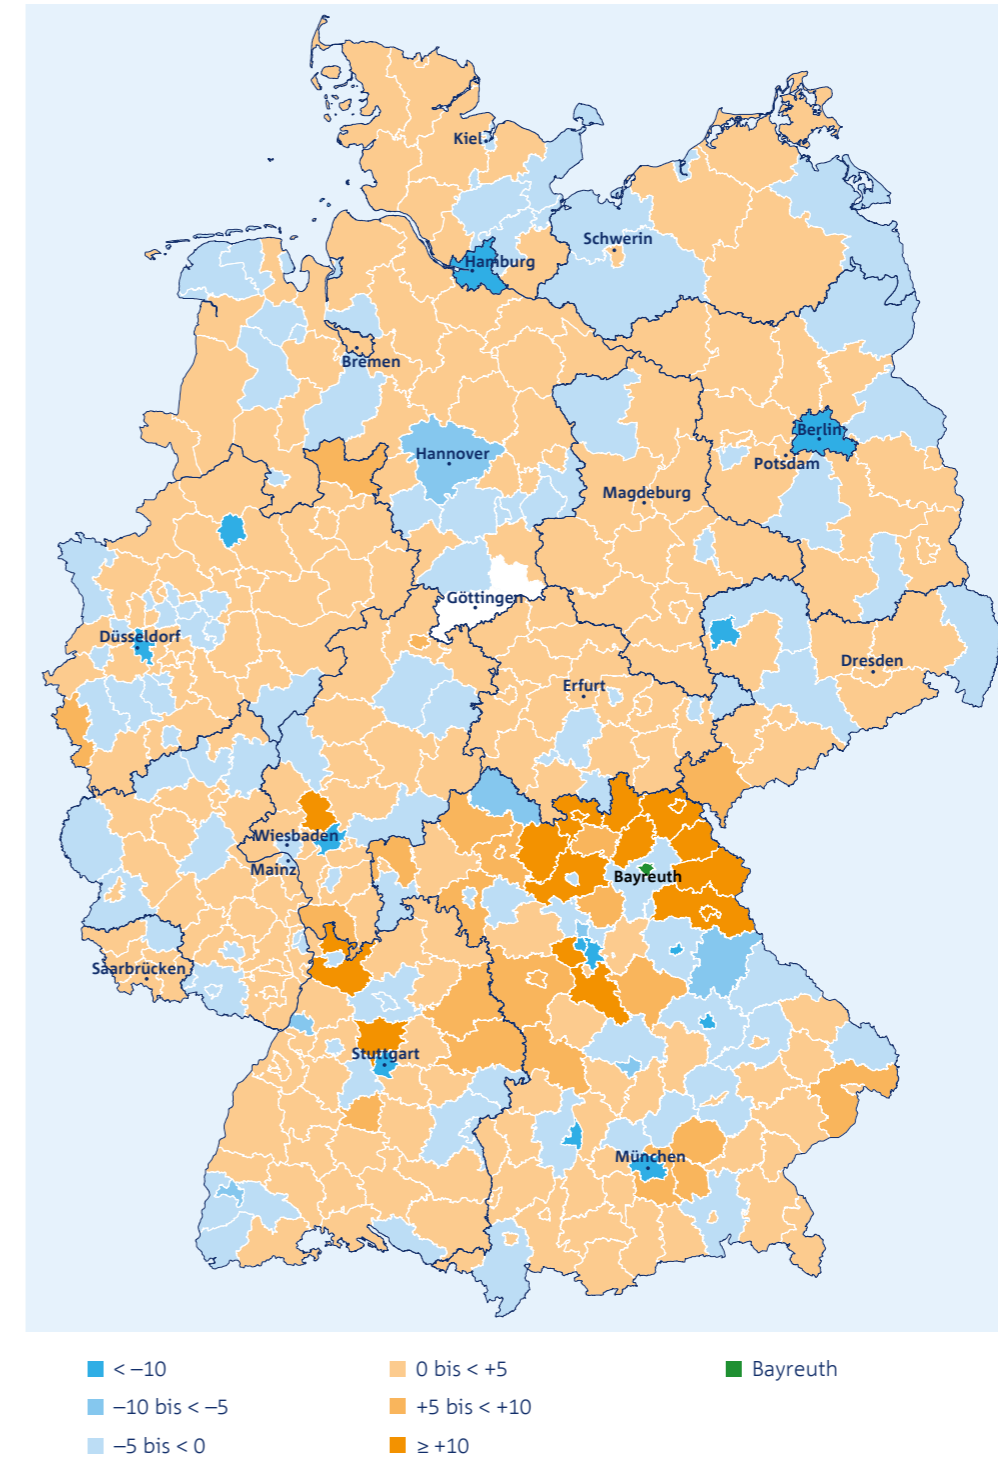 Kiel
Schwerin
Hamburg
Bremen
Berlin
Hannover
Potsdam
Magdeburg
Göttingen
Düsseldorf
Dresden
Erfurt
Wiesbaden
Mainz
Bayreuth
Saarbrücken
Stuttgart
München
< –10
0 bis < +5
Bayreuth
–10 bis < –5
+5 bis < +10
–5 bis < 0
≥ +10